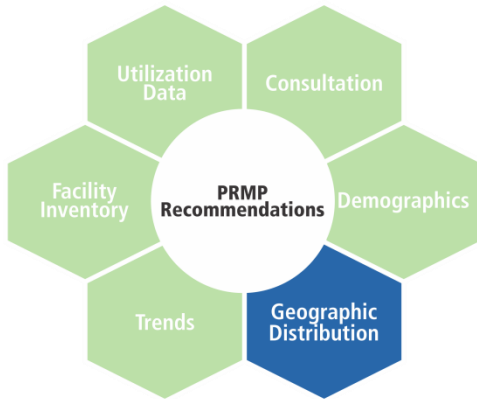 Utilization
Data
Consultation
Facility
Inventory
PRMP
Recommendations
Demographics
Trends
Geographic
Distribution